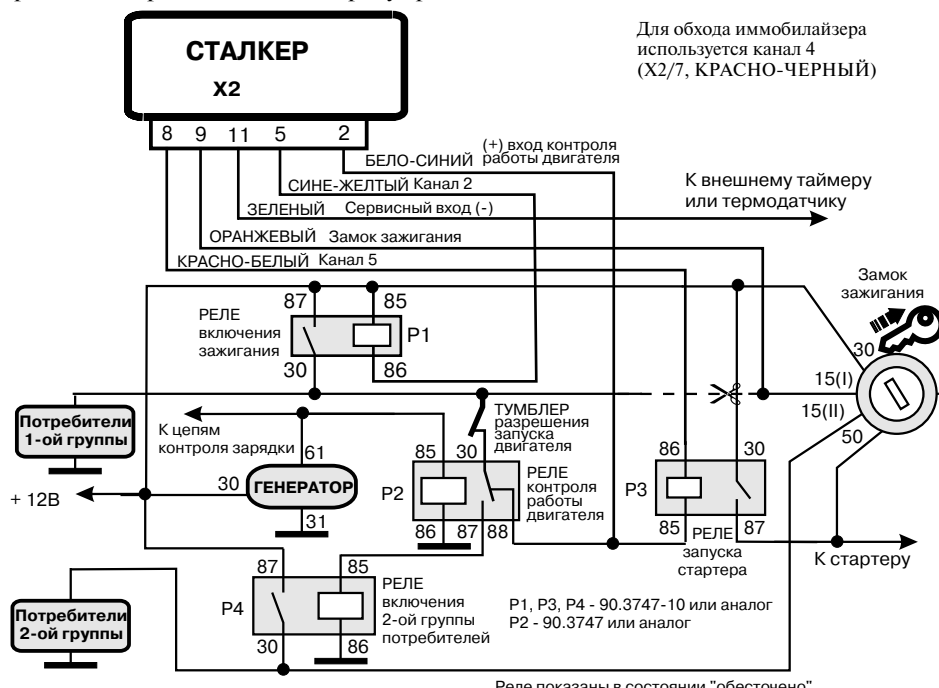 СТАЛКЕР
X2
Для обхода иммобилайзера
используется канал 4
(X2/7, КРАСНО-ЧЕРНЫЙ)
8 9 11 5 2
(+) вход контроля
БЕЛО-СИНИЙ работы двигателя
СИНЕ-ЖЕЛТЫЙ Канал 2
К внешнему таймеру
или термодатчику
ЗЕЛЕНЫЙ Сервисный вход (-)
ОРАНЖЕВЫЙ Замок зажигания
КРАСНО-БЕЛЫЙ Канал 5
Замок
зажигания
87 85
РЕЛЕ
включения
зажигания
P1
30 86
30
15(I)
15(II)
50
Потребители
1-ой группы
К цепям
контроля зарядки
ТУМБЛЕР
разрешения
запуска
двигателя
61
30
ГЕНЕРАТОР
31
+ 12В
85 30
P2
РЕЛЕ
контроля
работы
двигателя
86 87 88
86 30
P3
85 87
РЕЛЕ
запуска
стартера
К стартеру
87 85
P4
РЕЛЕ
включения
2-ой группы
потребителей
30 86
Потребители
2-ой группы
P1, P3, P4 - 90.3747-10 или аналог
P2 - 90.3747 или аналог
Реле показаны в состоянии "обесточено"